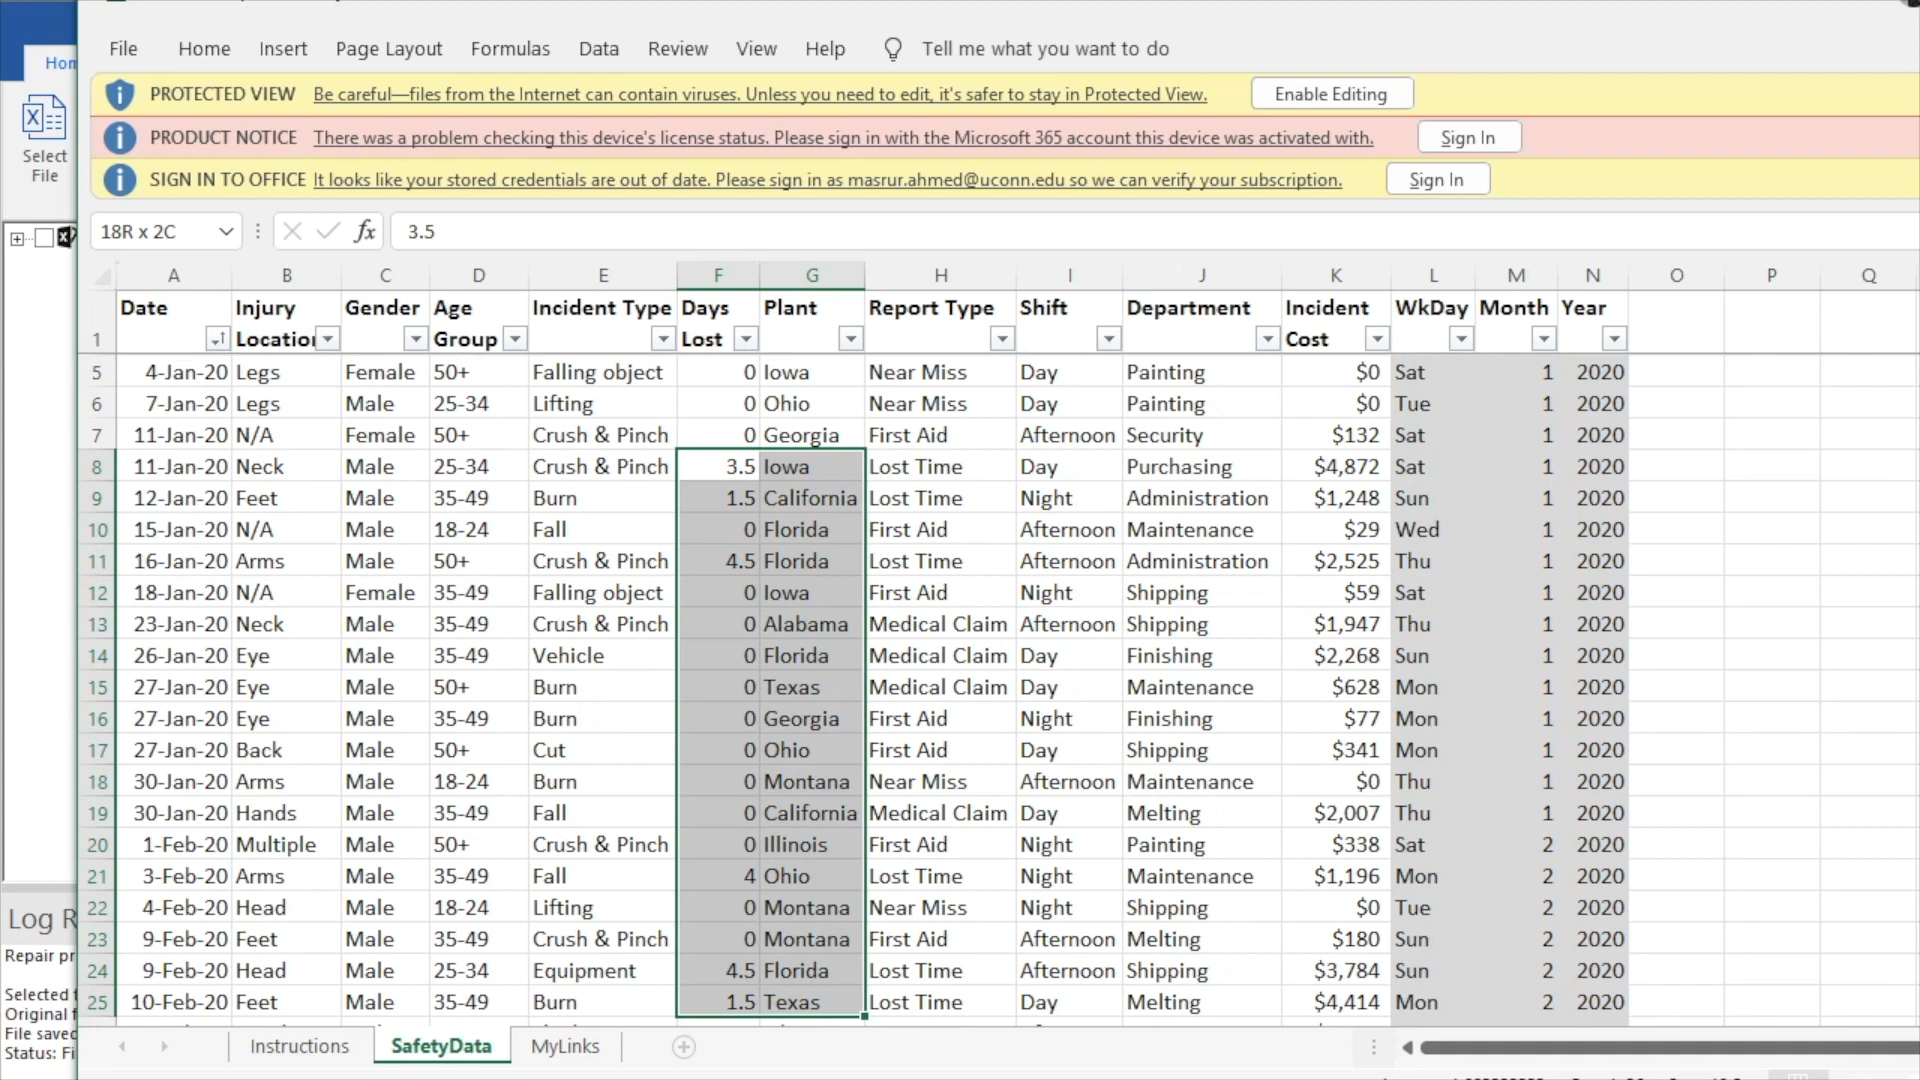 File Home Insert Page Layout Formulas Data Review View Help Tell me what you want to do
PROTECTED VIEW Be careful—files from the Internet can contain viruses. Unless you need to edit, it's safer to stay in Protected View. Enable Editing
PRODUCT NOTICE There was a problem checking this device's license status. Please sign in with the Microsoft 365 account this device was activated with. Sign In
SIGN IN TO OFFICE It looks like your stored credentials are out of date. Please sign in as masrur.ahmed@uconn.edu so we can verify your subscription. Sign In
Select
File
18R x 2C fx 3.5
A B C D E F G H I J K L M N O P Q
Date Injury Gender Age Incident Type Days Plant Report Type Shift Department Incident WkDay Month Year
1 Group Lost Cost
5 4-Jan-20 Legs Female 50+ Falling object 0 Iowa Near Miss Day Painting $0 Sat 1 2020
6 7-Jan-20 Legs Male 25-34 Lifting 0 Ohio Near Miss Day Painting $0 Tue 1 2020
7 11-Jan-20 N/A Female 50+ Crush & Pinch 0 Georgia First Aid Afternoon Security $132 Sat 1 2020
8 11-Jan-20 Neck Male 25-34 Crush & Pinch 3.5 Iowa Lost Time Day Purchasing $4,872 Sat 1 2020
9 12-Jan-20 Feet Male 35-49 Burn 1.5 California Lost Time Night Administration $1,248 Sun 1 2020
10 15-Jan-20 N/A Male 18-24 Fall 0 Florida First Aid Afternoon Maintenance $29 Wed 1 2020
11 16-Jan-20 Arms Male 50+ Crush & Pinch 4.5 Florida Lost Time Afternoon Administration $2,525 Thu 1 2020
12 18-Jan-20 N/A Female 35-49 Falling object 0 Iowa First Aid Night Shipping $59 Sat 1 2020
13 23-Jan-20 Neck Male 35-49 Crush & Pinch 0 Alabama Medical Claim Afternoon Shipping $1,947 Thu 1 2020
14 26-Jan-20 Eye Male 35-49 Vehicle 0 Florida Medical Claim Day Finishing $2,268 Sun 1 2020
15 27-Jan-20 Eye Male 50+ Burn 0 Texas Medical Claim Day Maintenance $628 Mon 1 2020
16 27-Jan-20 Eye Male 35-49 Burn 0 Georgia First Aid Night Finishing $77 Mon 1 2020
17 27-Jan-20 Back Male 50+ Cut 0 Ohio First Aid Day Shipping $341 Mon 1 2020
18 30-Jan-20 Arms Male 18-24 Burn 0 Montana Near Miss Afternoon Maintenance $0 Thu 1 2020
19 30-Jan-20 Hands Male 35-49 Fall 0 California Medical Claim Day Melting $2,007 Thu 1 2020
20 1-Feb-20 Multiple Male 50+ Crush & Pinch 0 Illinois First Aid Night Painting $338 Sat 2 2020
21 3-Feb-20 Arms Male 35-49 Fall 4 Ohio Lost Time Night Maintenance $1,196 Mon 2 2020
22 4-Feb-20 Head Male 18-24 Lifting 0 Montana Near Miss Night Shipping $0 Tue 2 2020
23 9-Feb-20 Feet Male 35-49 Crush & Pinch 0 Montana First Aid Afternoon Melting $180 Sun 2 2020
24 9-Feb-20 Head Male 25-34 Equipment 4.5 Florida Lost Time Afternoon Shipping $3,784 Sun 2 2020
25 10-Feb-20 Feet Male 35-49 Burn 1.5 Texas Lost Time Day Melting $4,414 Mon 2 2020
Log
Repair
Selected
Original
File
Status:
Instructions SafetyData MyLinks